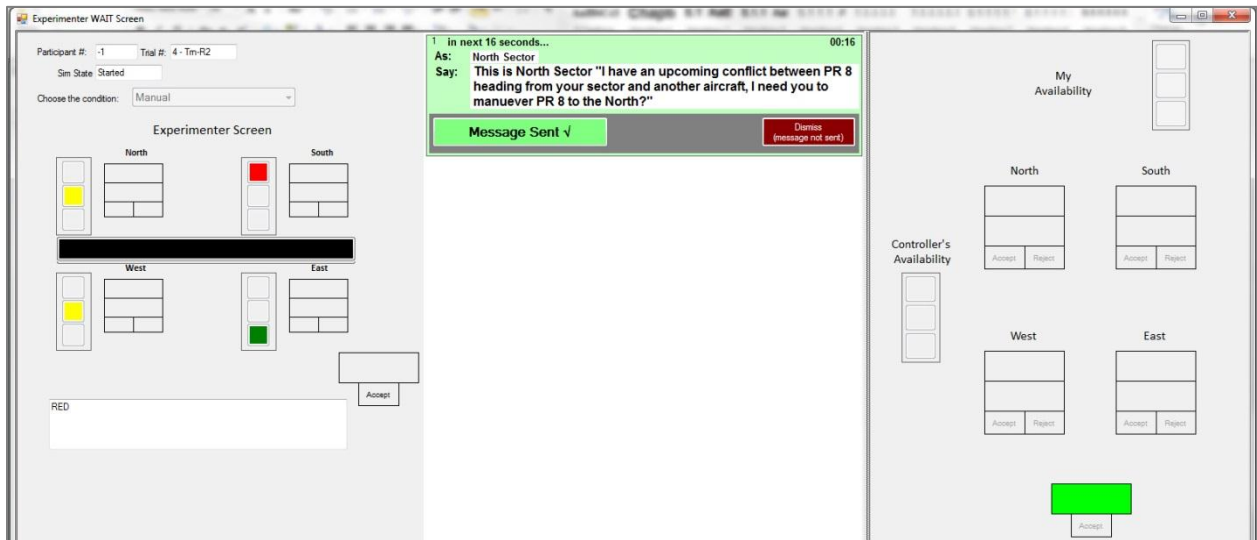 Experimenter WAIT Screen
Participant #: -1 Trial #: 4 - Tm-R2
Sim State Started
Choose the condition: Manual
Experimenter Screen
North South
West East
Accept
RED
1 in next 16 seconds... 00:16
As: North Sector
Say: This is North Sector "I have an upcoming conflict between PR 8
heading from your sector and another aircraft, I need you to
manuever PR 8 to the North?"
Message Sent √
Dismiss
(message not sent)
My
Availability
North South
Accept Reject Accept Reject
Controller's
Availability
West East
Accept Reject Accept Reject
Accept